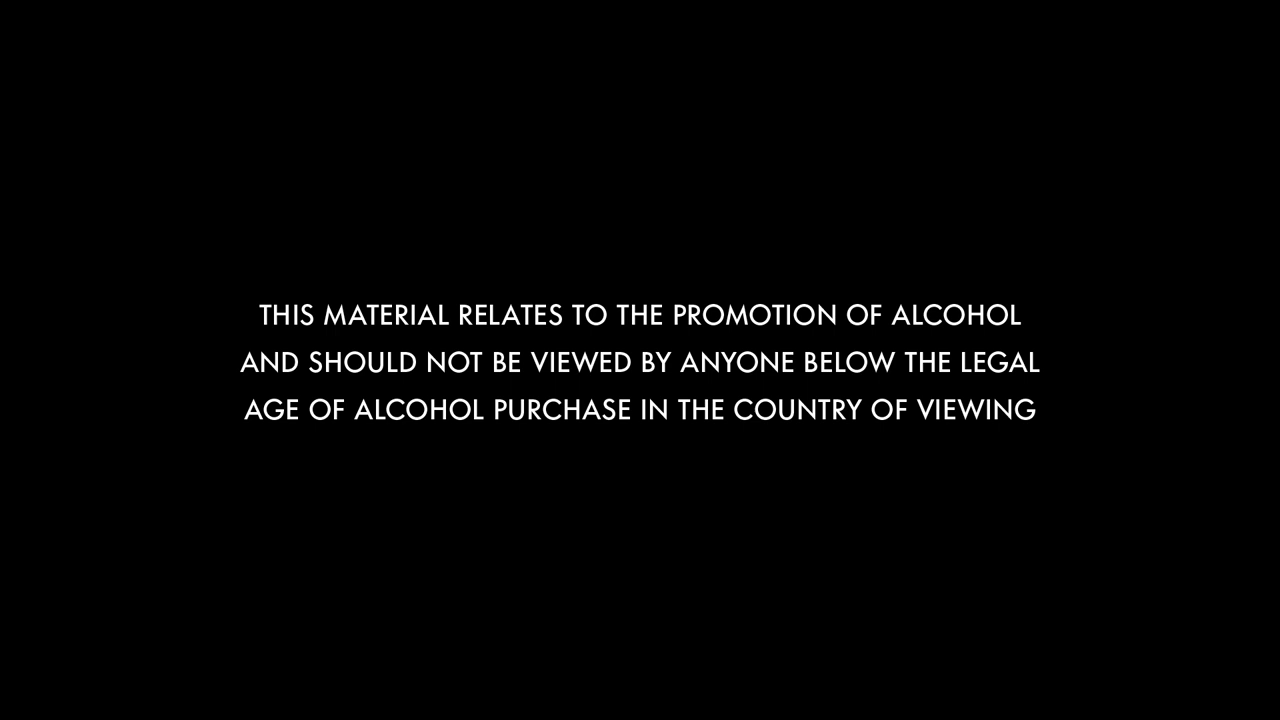 THIS MATERIAL RELATES TO THE PROMOTION OF ALCOHOL
AND SHOULD NOT BE VIEWED BY ANYONE BELOW THE LEGAL
AGE OF ALCOHOL PURCHASE IN THE COUNTRY OF VIEWING